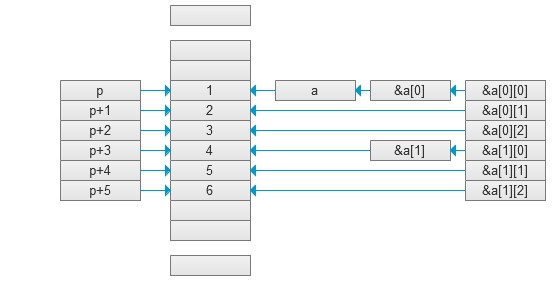 p 1 a &a[0] &a[0][0]
p+1 2 &a[0][1]
p+2 3 &a[0][2]
p+3 4 &a[1] &a[1][0]
p+4 5 &a[1][1]
p+5 6 &a[1][2]